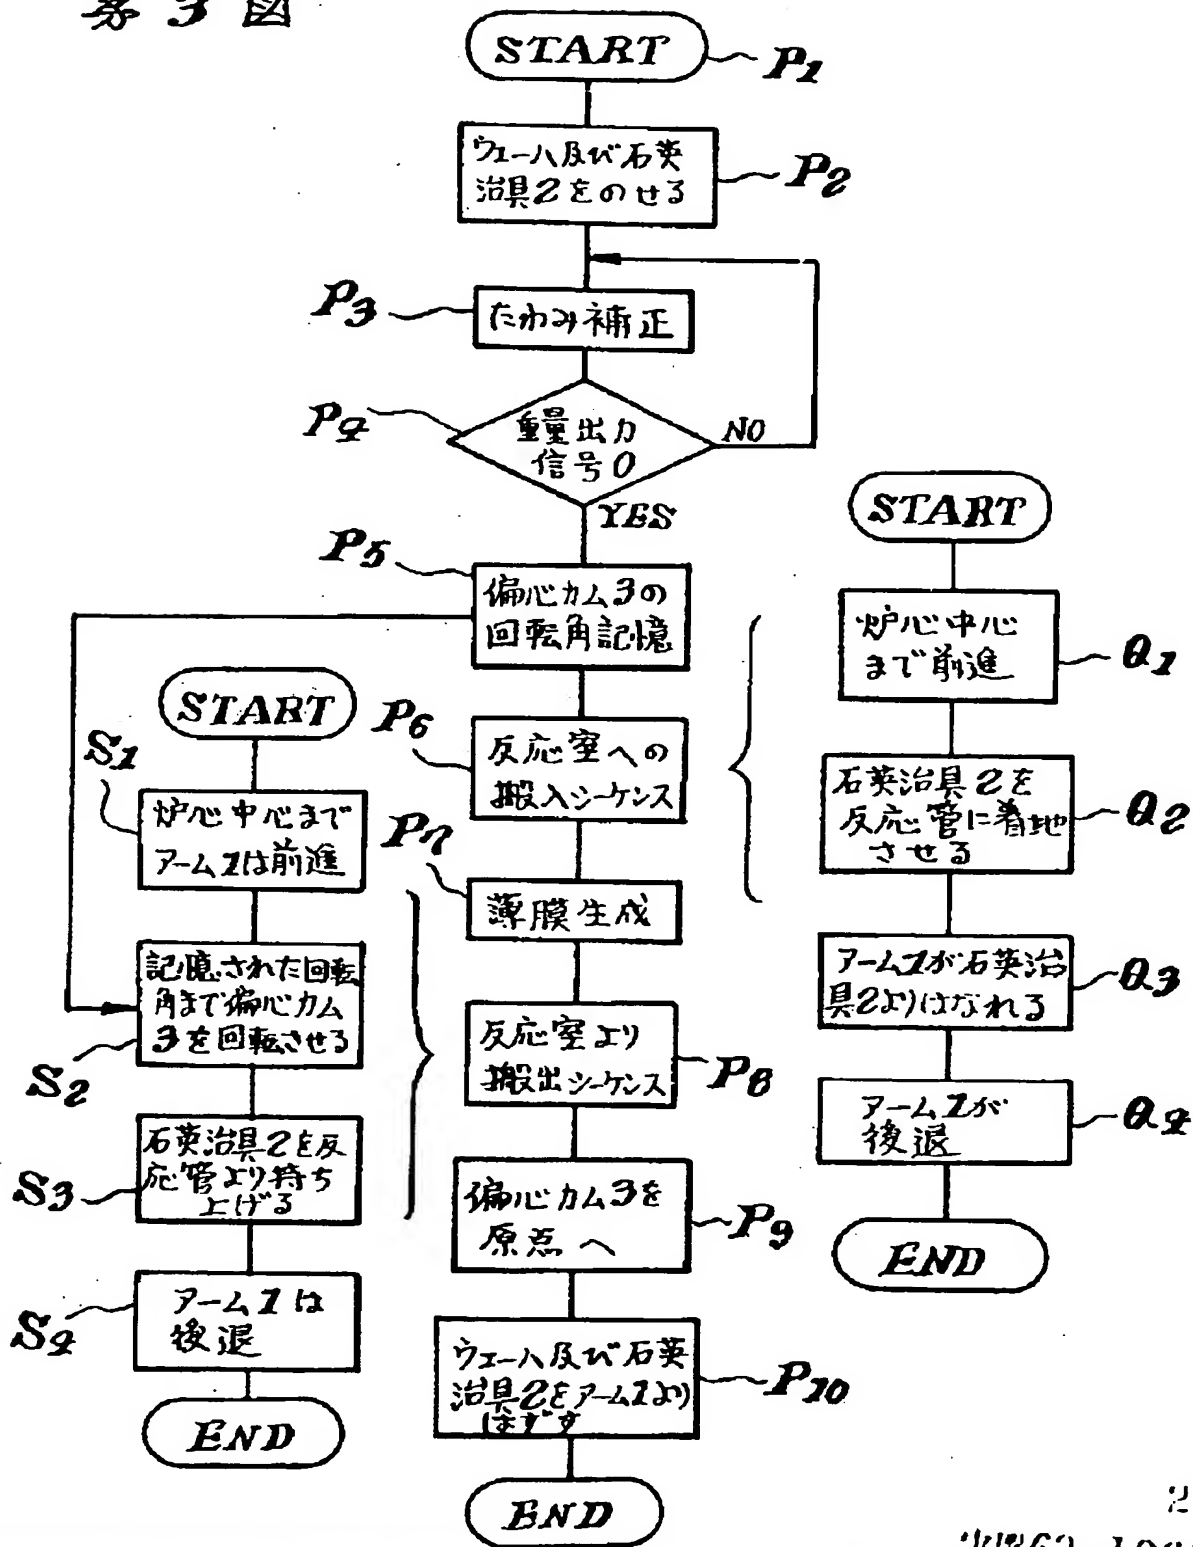 第3図
START
P1
ウェーハ及び石英
治具2をのせる
P2
P3
たわみ補正
P4
重量出力
信号0
NO
YES
P5
偏心カム3の
回転角記憶
P6
反応室への
搬入シーケンス
P7
薄膜生成
反応室より
搬出シーケンス
P8
偏心カム3を
原点へ
P9
ウェーハ及び石英
治具2をアーム1より
はずす
P10
END
START
S1
炉心中心まで
アーム1は前進
記憶された回転
角まで偏心カム
3を回転させる
S2
石英治具2を反
応管より持ち
上げる
S3
アーム1は
後退
S4
END
START
炉心中心
まで前進
Q1
石英治具2を
反応管に着地
させる
Q2
アーム1が石英治
具2よりはなれる
Q3
アーム1が
後退
Q4
END
2